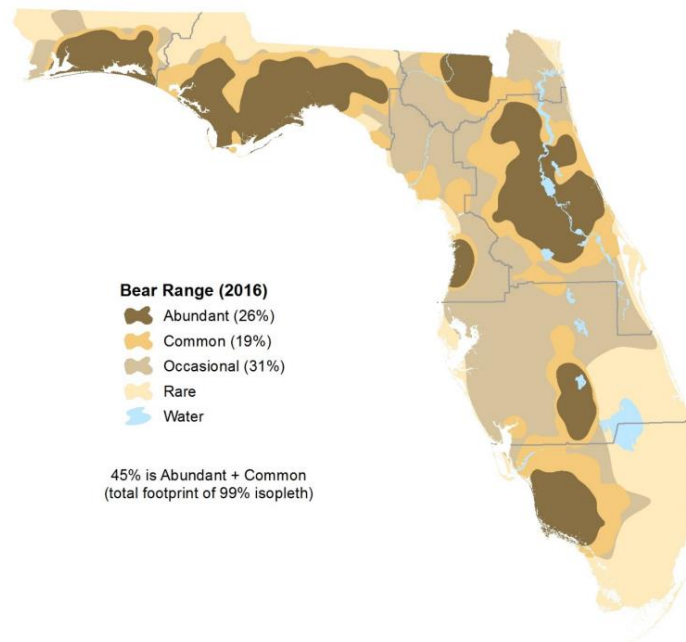 Bear Range (2016)
Abundant (26%)
Common (19%)
Occasional (31%)
Rare
Water
45% is Abundant + Common
(total footprint of 99% isopleth)